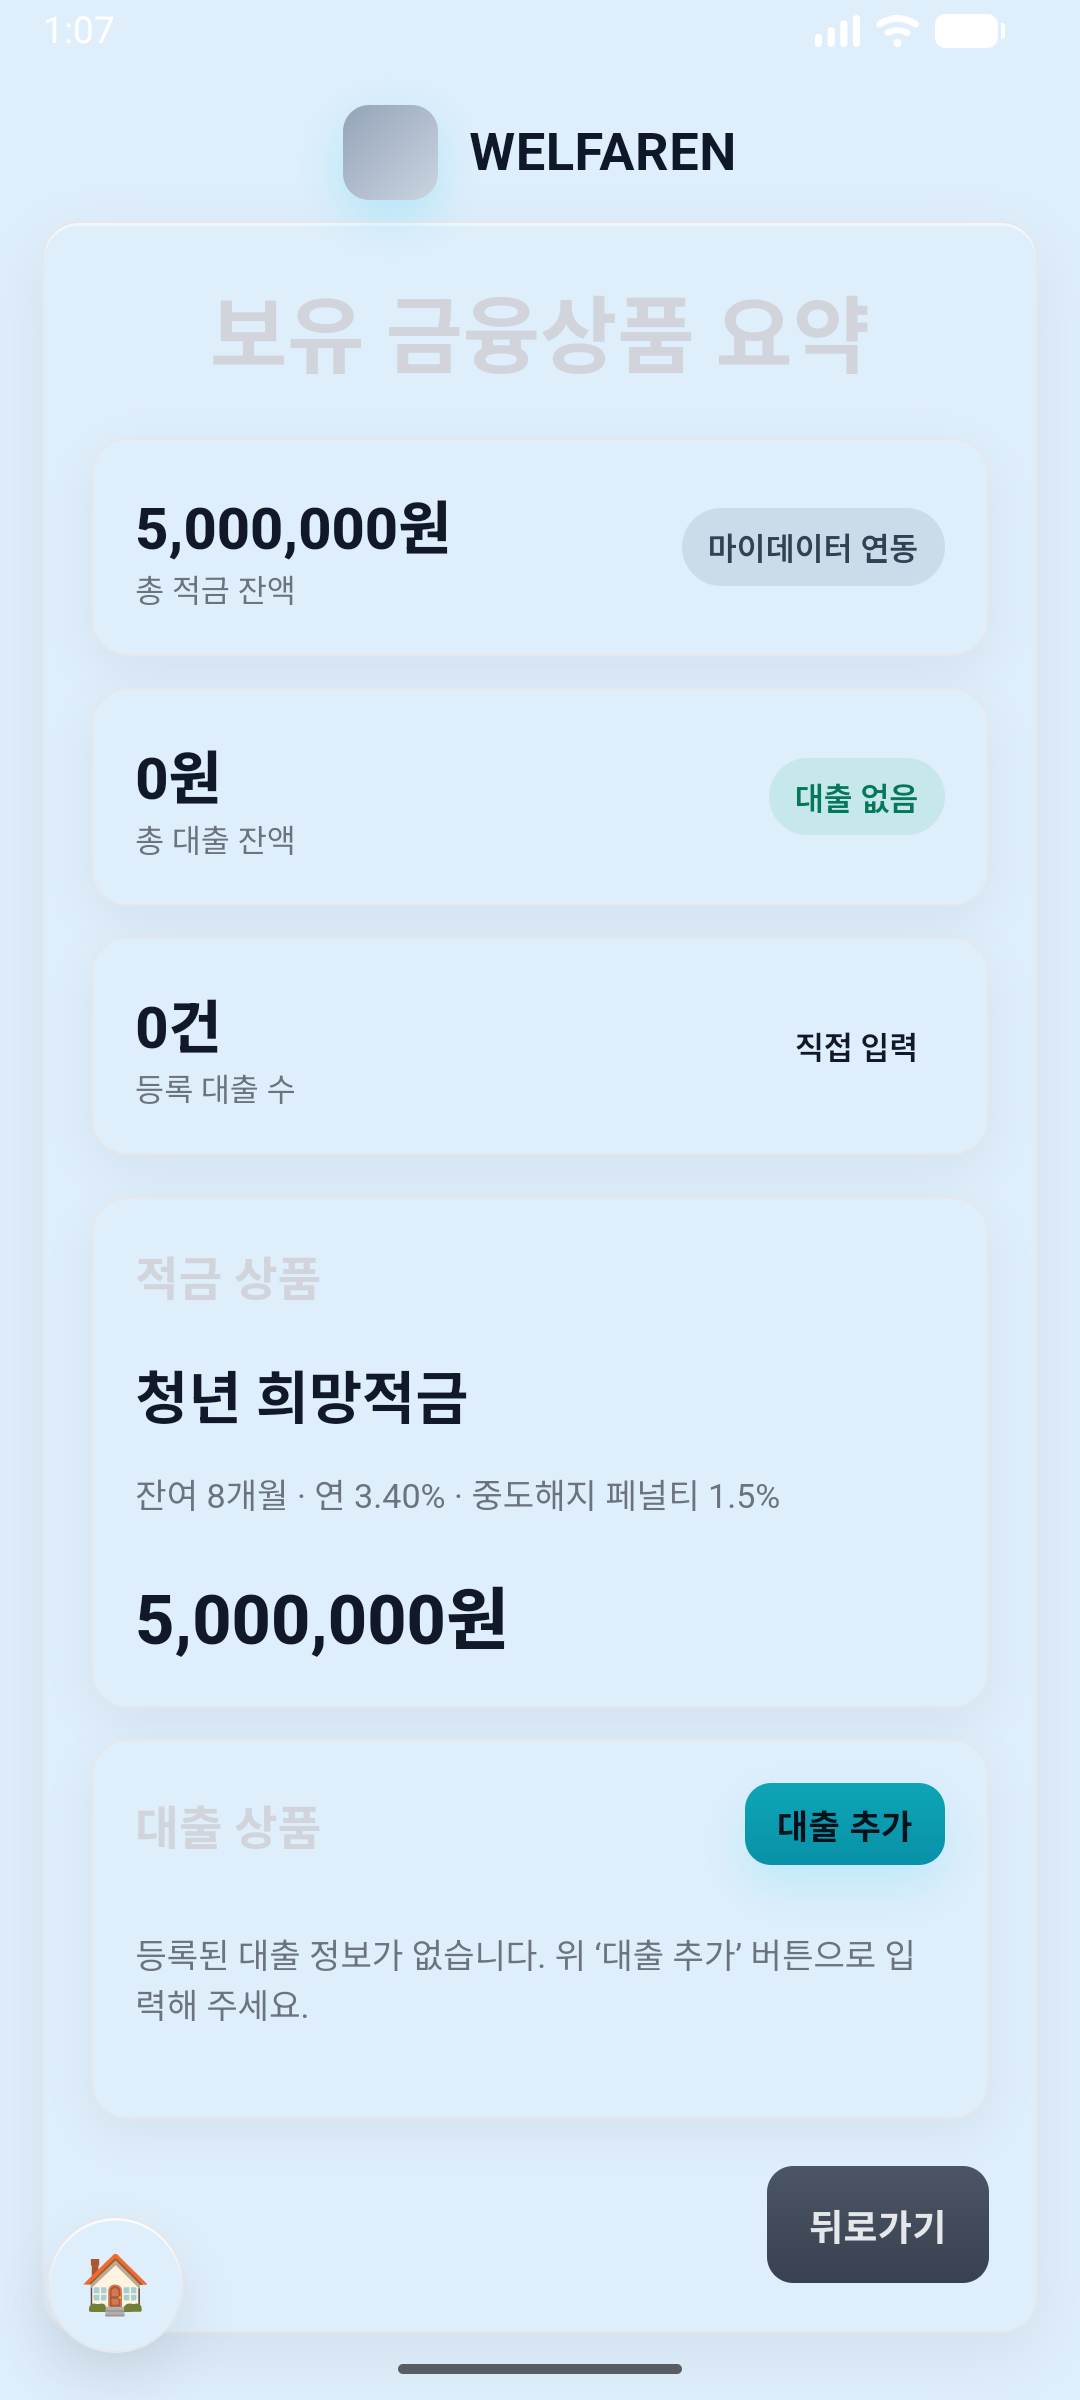 1:07
WELFAREN
보유 금융상품 요약
5,000,000원
마이데이터 연동
총 적금 잔액
0원
대출 없음
총 대출 잔액
0건
직접 입력
등록 대출 수
적금 상품
청년 희망적금
잔여 8개월 · 연 3.40% · 중도해지 페널티 1.5%
5,000,000원
대출 상품
대출 추가
등록된 대출 정보가 없습니다. 위 ‘대출 추가’ 버튼으로 입
력해 주세요.
뒤로가기